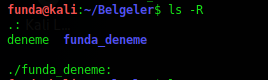 funda@kali:~/Belgeler$ ls -R
.:
deneme  funda_deneme

./funda_deneme: